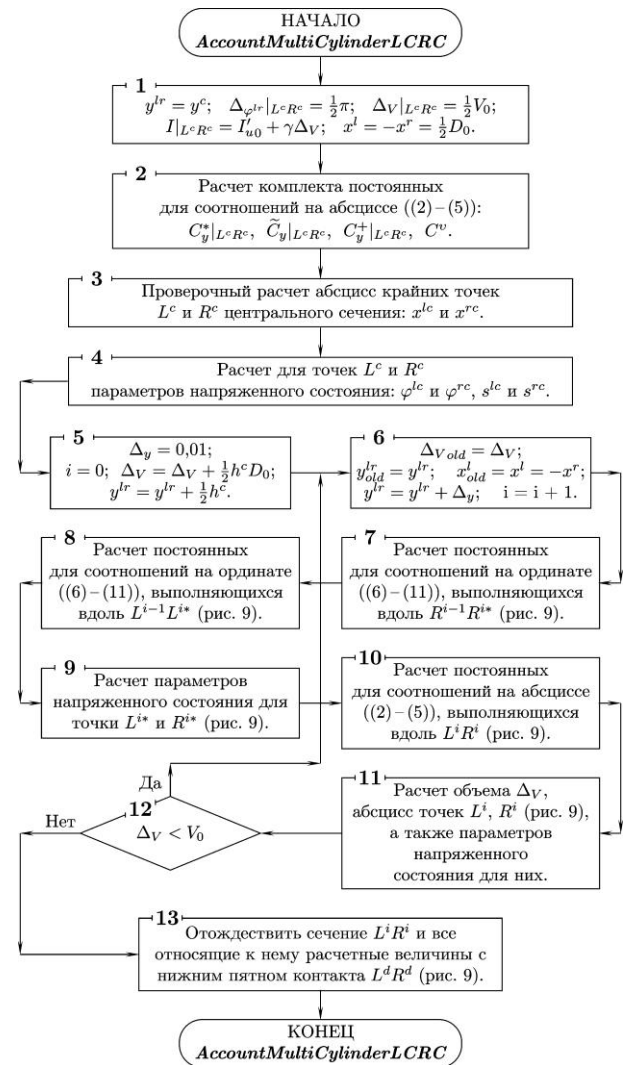 НАЧАЛО
AccountMultiCylinderLCRC
1
y^{lr} = y^c; Δ_{φ^{lr}}|_{L^cR^c} = ½π; Δ_V|_{L^cR^c} = ½V_0;
I|_{L^cR^c} = I'_{u0} + γΔ_V; x^l = −x^r = ½D_0.
2
Расчет комплекта постоянных
для соотношений на абсциссе ((2)–(5)):
C^*_y|_{L^cR^c}, C̃_y|_{L^cR^c}, C^+_y|_{L^cR^c}, C^υ.
3
Проверочный расчет абсцисс крайних точек
L^c и R^c центрального сечения: x^{lc} и x^{rc}.
4
Расчет для точек L^c и R^c
параметров напряженного состояния: φ^{lc} и φ^{rc}, s^{lc} и s^{rc}.
5
Δ_y = 0,01;
i = 0; Δ_V = Δ_V + ½h^cD_0;
y^{lr} = y^{lr} + ½h^c.
6
Δ_{V old} = Δ_V;
y^{lr}_{old} = y^{lr}; x^l_{old} = x^l = −x^r;
y^{lr} = y^{lr} + Δ_y; i = i + 1.
7
Расчет постоянных
для соотношений на ординате
((6)–(11)), выполняющихся
вдоль R^{i−1}R^{i*} (рис. 9).
8
Расчет постоянных
для соотношений на ординате
((6)–(11)), выполняющихся
вдоль L^{i−1}L^{i*} (рис. 9).
9
Расчет параметров
напряженного состояния для
точки L^{i*} и R^{i*} (рис. 9).
10
Расчет постоянных
для соотношений на абсциссе
((2)–(5)), выполняющихся
вдоль L^iR^i (рис. 9).
11
Расчет объема Δ_V,
абсцисс точек L^i, R^i (рис. 9),
а также параметров
напряженного
состояния для них.
Да
12
Нет
Δ_V < V_0
13
Отождествить сечение L^iR^i и все
относящие к нему расчетные величины с
нижним пятном контакта L^dR^d (рис. 9).
КОНЕЦ
AccountMultiCylinderLCRC